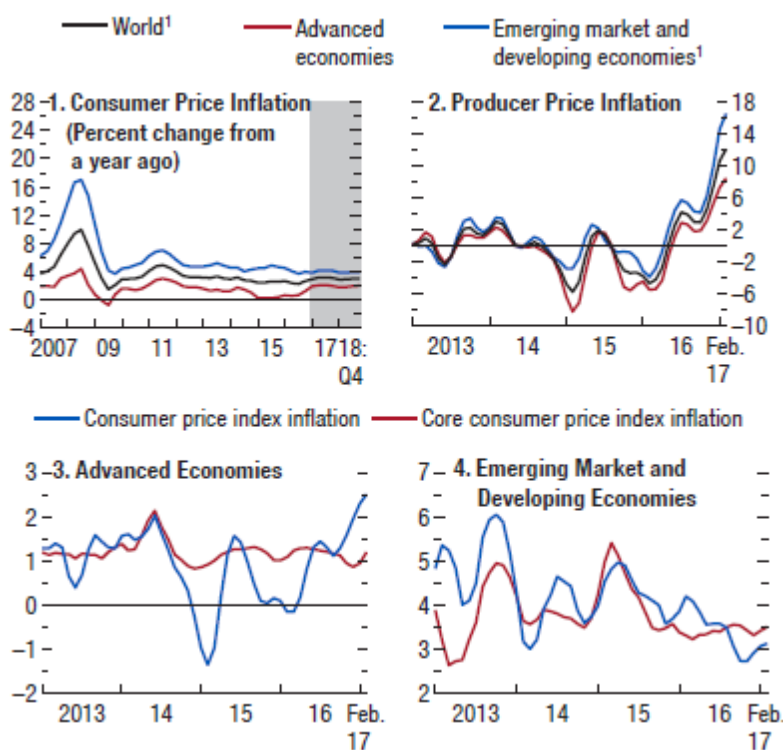 World¹
Advanced economies
Emerging market and developing economies¹
1. Consumer Price Inflation
(Percent change from
a year ago)
28
24
20
16
12
8
4
0
–4
2007 09 11 13 15 1718:
Q4
2. Producer Price Inflation
18
14
10
6
2
–2
–6
–10
2013 14 15 16 Feb.
17
Consumer price index inflation
Core consumer price index inflation
3. Advanced Economies
3
2
1
0
–1
–2
2013 14 15 16 Feb.
17
4. Emerging Market and
Developing Economies
7
6
5
4
3
2
2013 14 15 16 Feb.
17